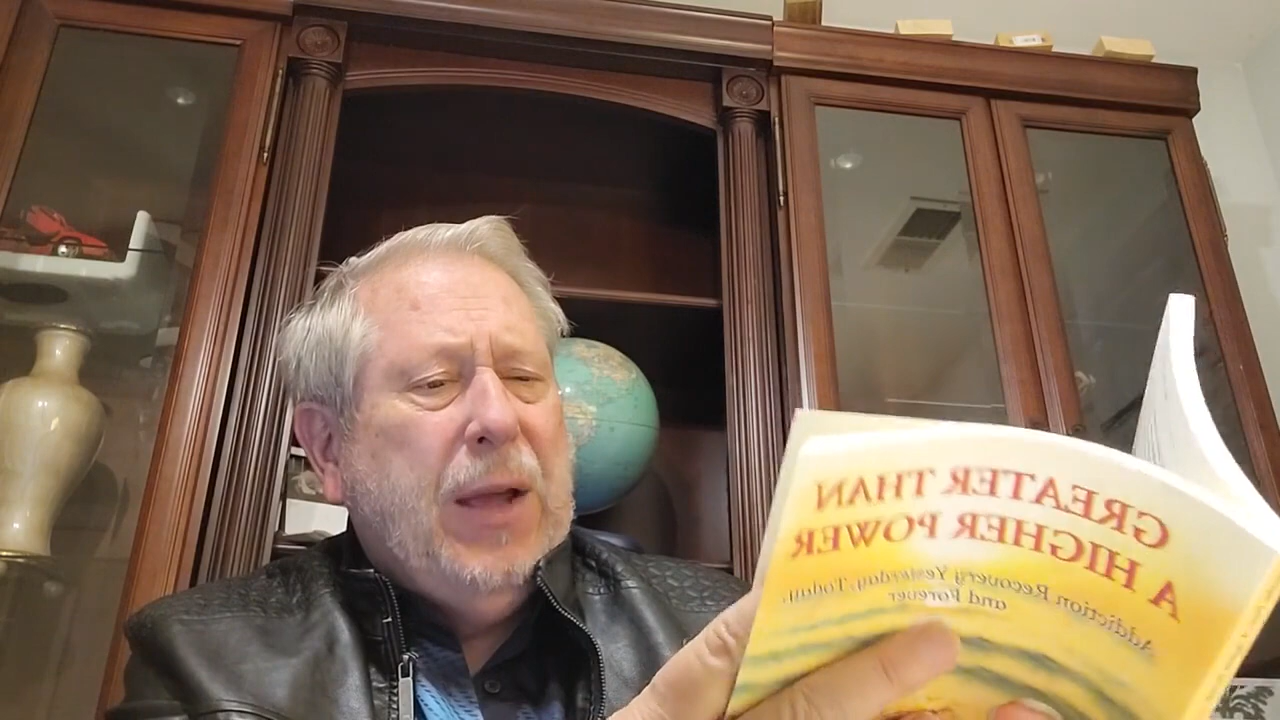 GREATER THAN
A HIGHER POWER
Addiction Recovery Yesterday, Today,
and Forever